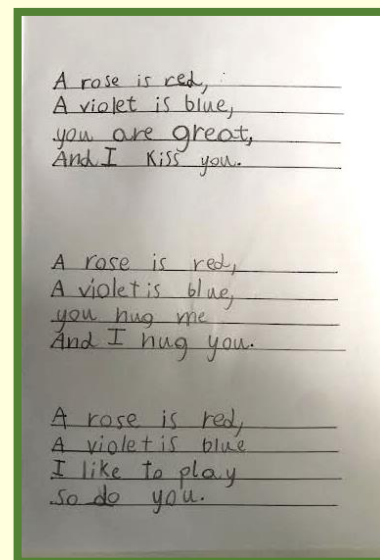 A rose is red,
A violet is blue,
you are great,
And I Kiss you.
A rose is red,
A violet is blue,
you hug me
And I hug you.
A rose is red,
A violet is blue
I like to play
so do you.